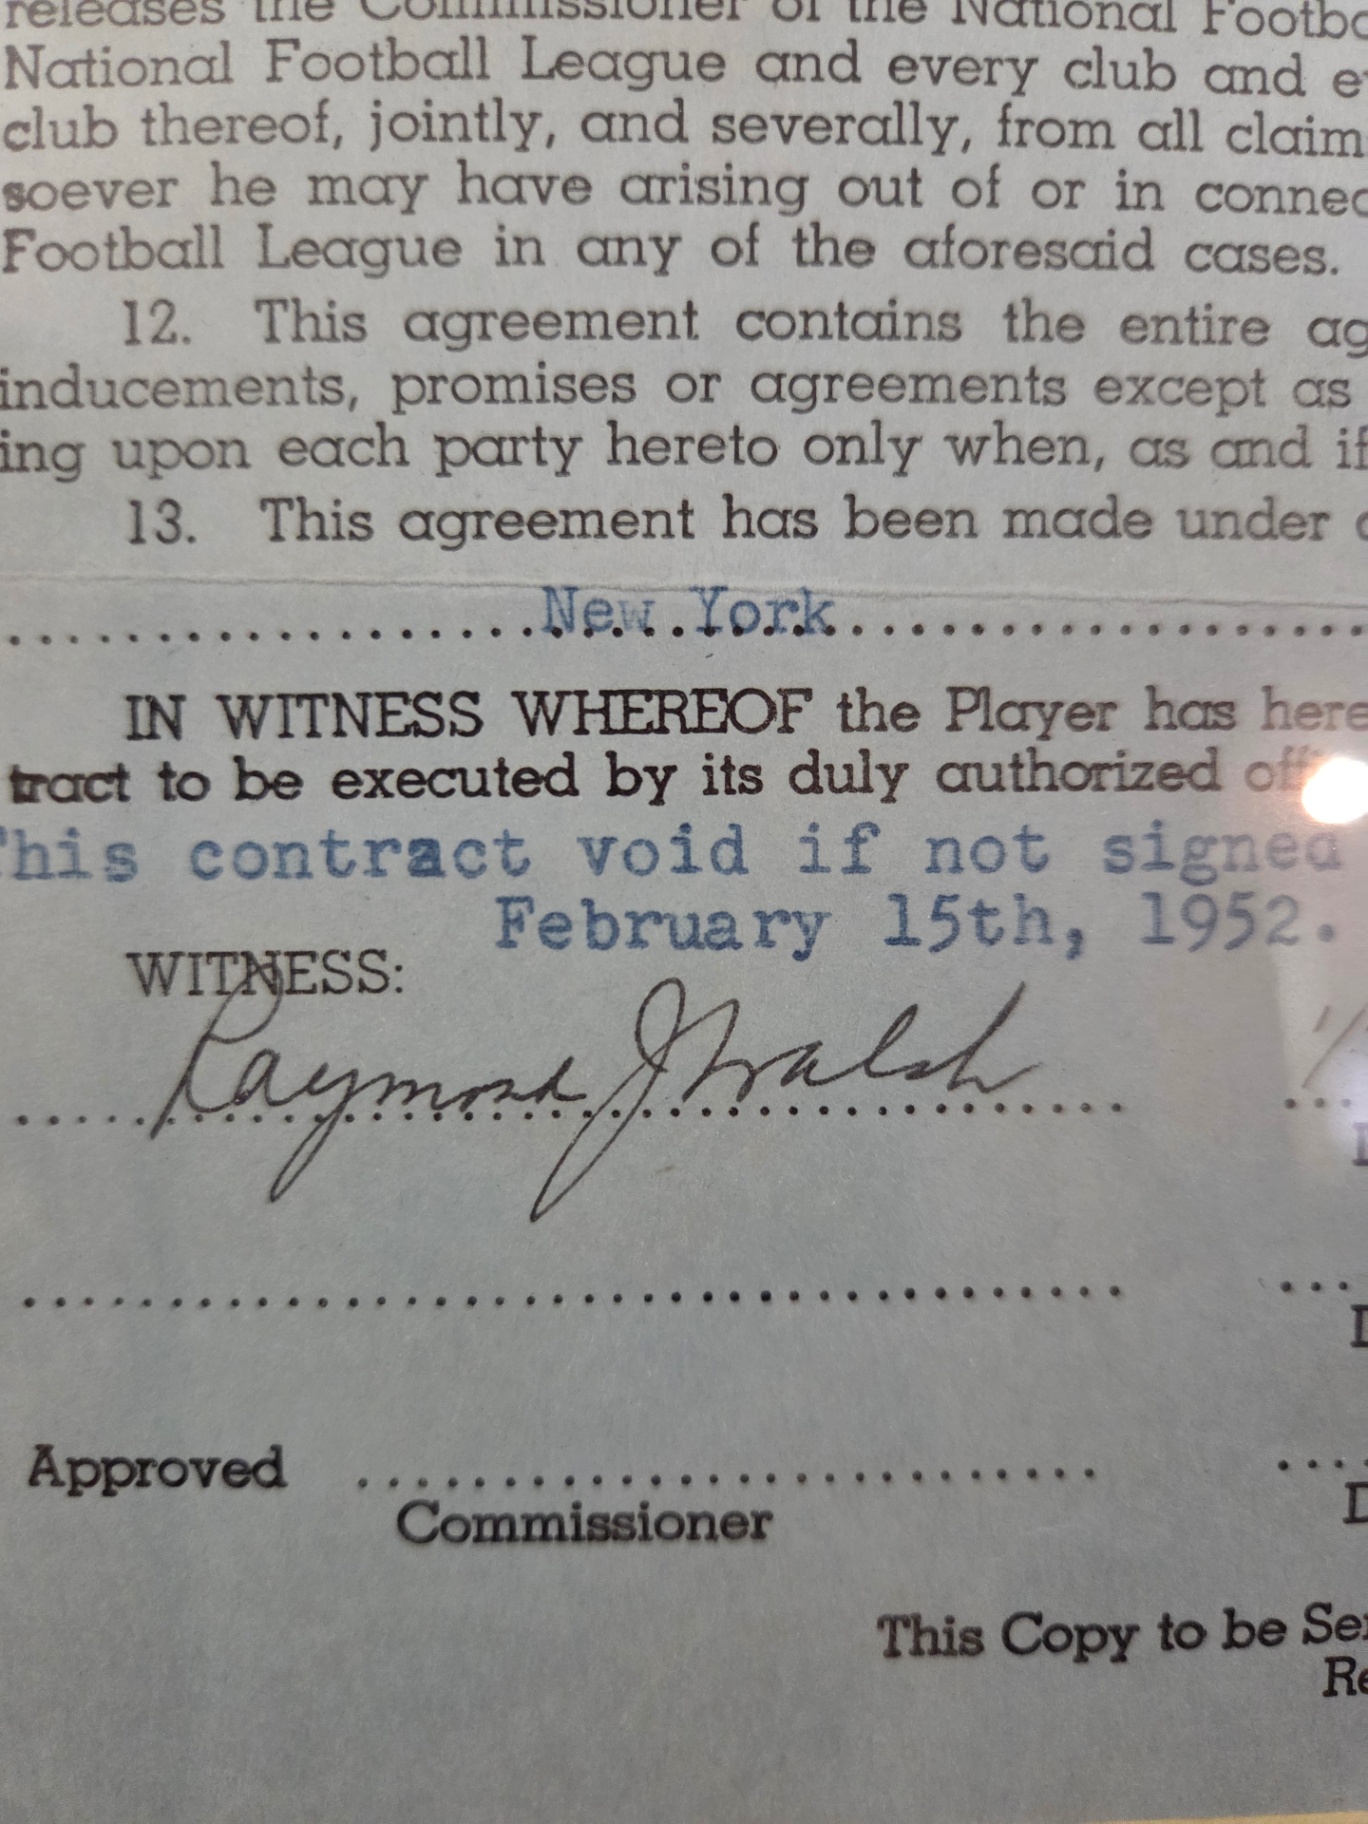 releases the Commissioner of the National Footbo
National Football League and every club and e
club thereof, jointly, and severally, from all claim
soever he may have arising out of or in connec
Football League in any of the aforesaid cases.
12. This agreement contains the entire ag
inducements, promises or agreements except as
ing upon each party hereto only when, as and if
13. This agreement has been made under
New York
IN WITNESS WHEREOF the Player has here
tract to be executed by its duly authorized off
This contract void if not signed
February 15th, 1952.
WITNESS:
Raymond J Walsh
Approved
Commissioner
This Copy to be Se
Re